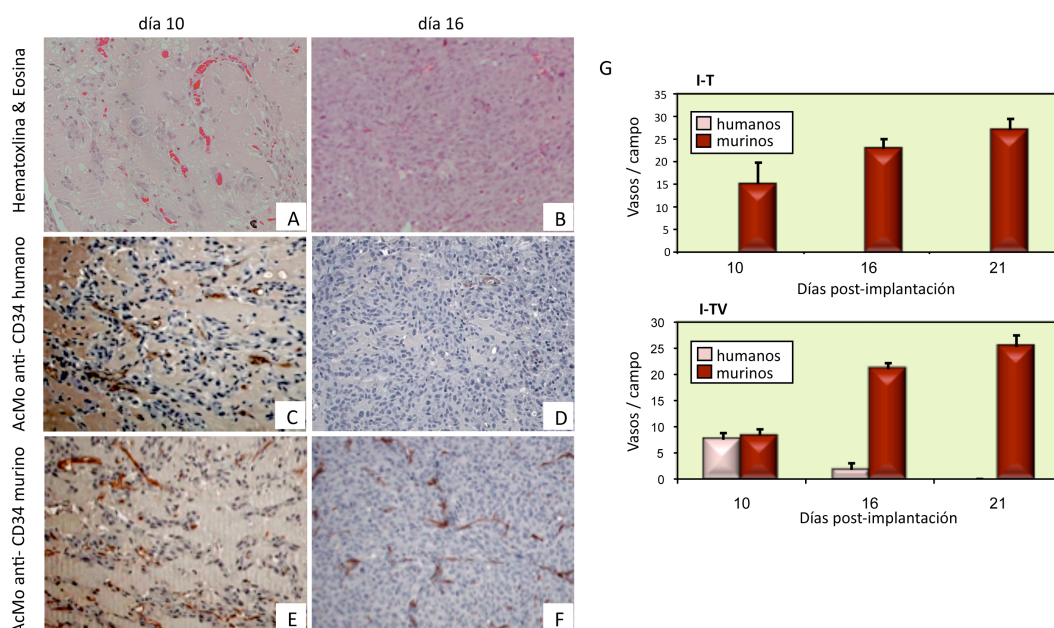 día 10
día 16
Hematoxilina & Eosina
A
B
AcMo anti- CD34 humano
C
D
AcMo anti- CD34 murino
E
F
G
I-T
Vasos / campo
35
30
25
20
15
10
5
0
humanos
murinos
10
16
21
Días post-implantación
I-TV
Vasos / campo
30
25
20
15
10
5
0
humanos
murinos
10
16
21
Días post-implantación